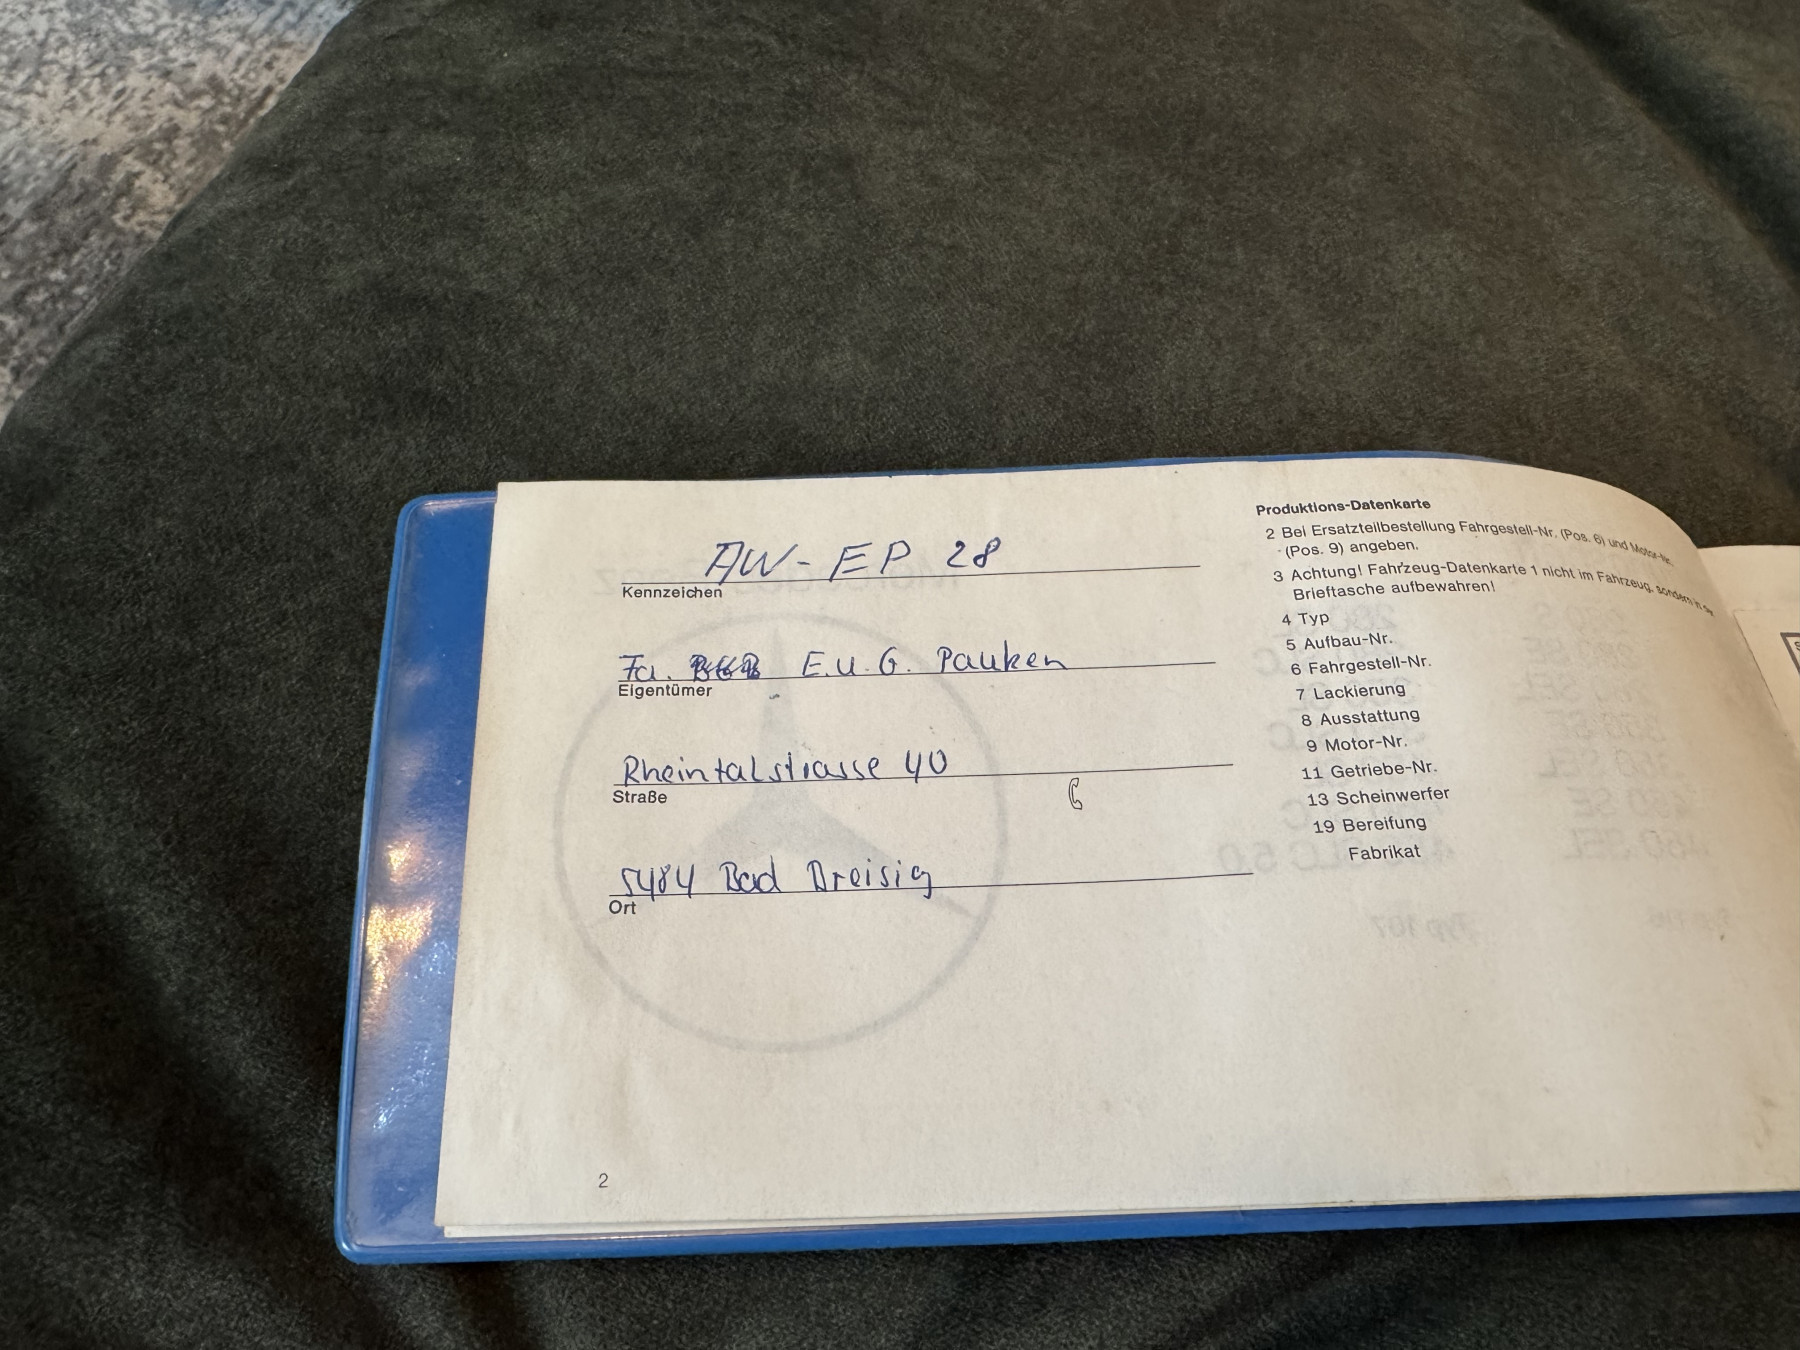 AW-EP 28
Kennzeichen
Fa. E.u.G. Pauken
Eigentümer
Rheintalstrasse 40
Straße
5484 Bad Breisig
Ort
2
Produktions-Datenkarte
2 Bei Ersatzteilbestellung Fahrgestell-Nr. (Pos. 6) und Motor-Nr.
(Pos. 9) angeben.
3 Achtung! Fahrzeug-Datenkarte 1 nicht im Fahrzeug, sondern in der
Brieftasche aufbewahren!
4 Typ
5 Aufbau-Nr.
6 Fahrgestell-Nr.
7 Lackierung
8 Ausstattung
9 Motor-Nr.
11 Getriebe-Nr.
13 Scheinwerfer
19 Bereifung
Fabrikat